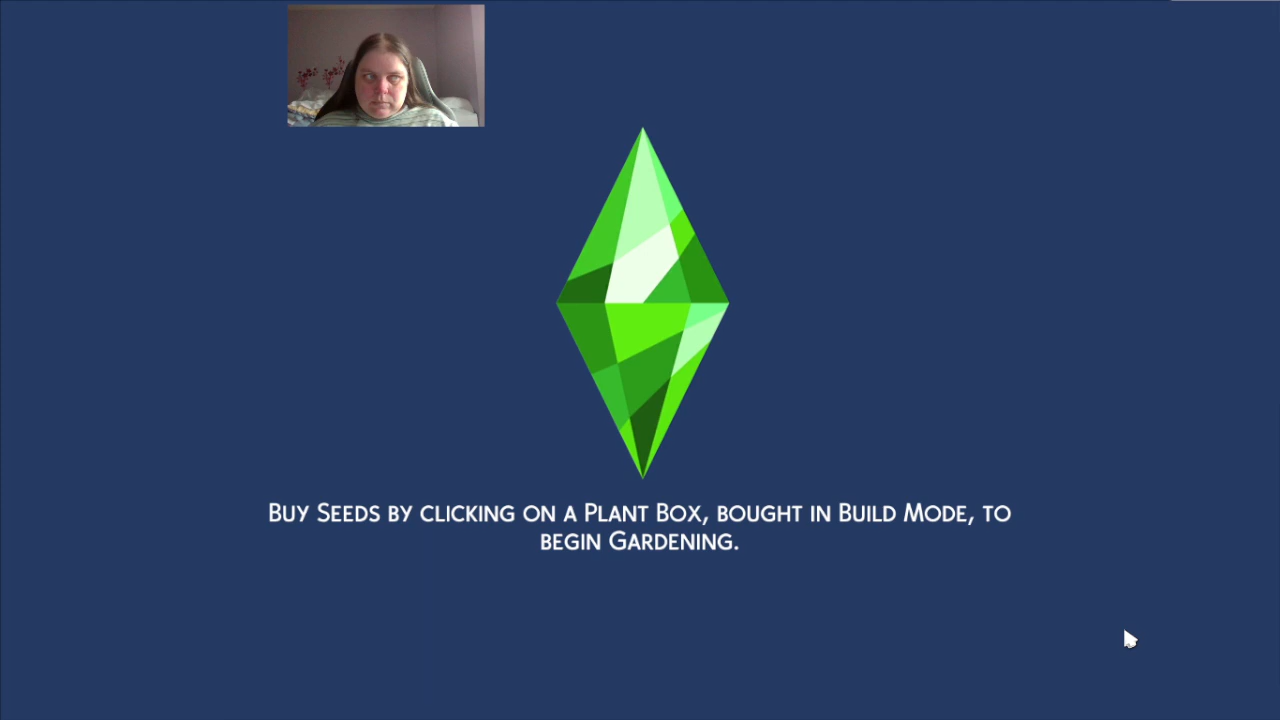 Buy Seeds by clicking on a Plant Box, bought in Build Mode, to
begin Gardening.